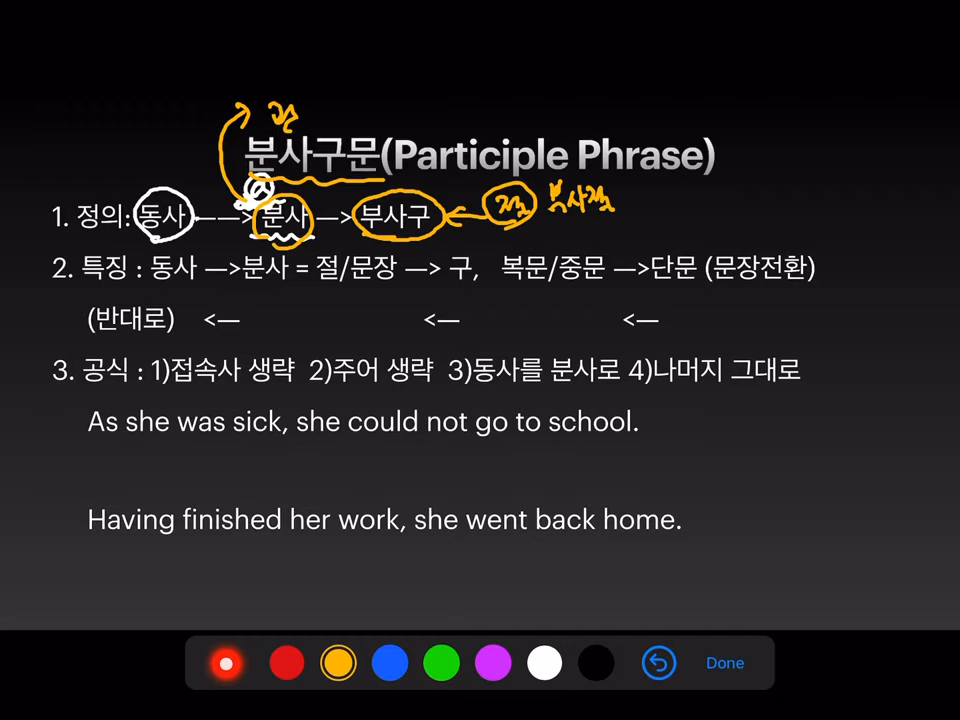 분사구문(Participle Phrase)
1. 정의: 동사 ——> 분사 —> 부사구 절 부사절
2. 특징 : 동사 —>분사 = 절/문장 —> 구, 복문/중문 —>단문 (문장전환)
(반대로) <— <— <—
3. 공식 : 1)접속사 생략 2)주어 생략 3)동사를 분사로 4)나머지 그대로
As she was sick, she could not go to school.
Having finished her work, she went back home.
Done